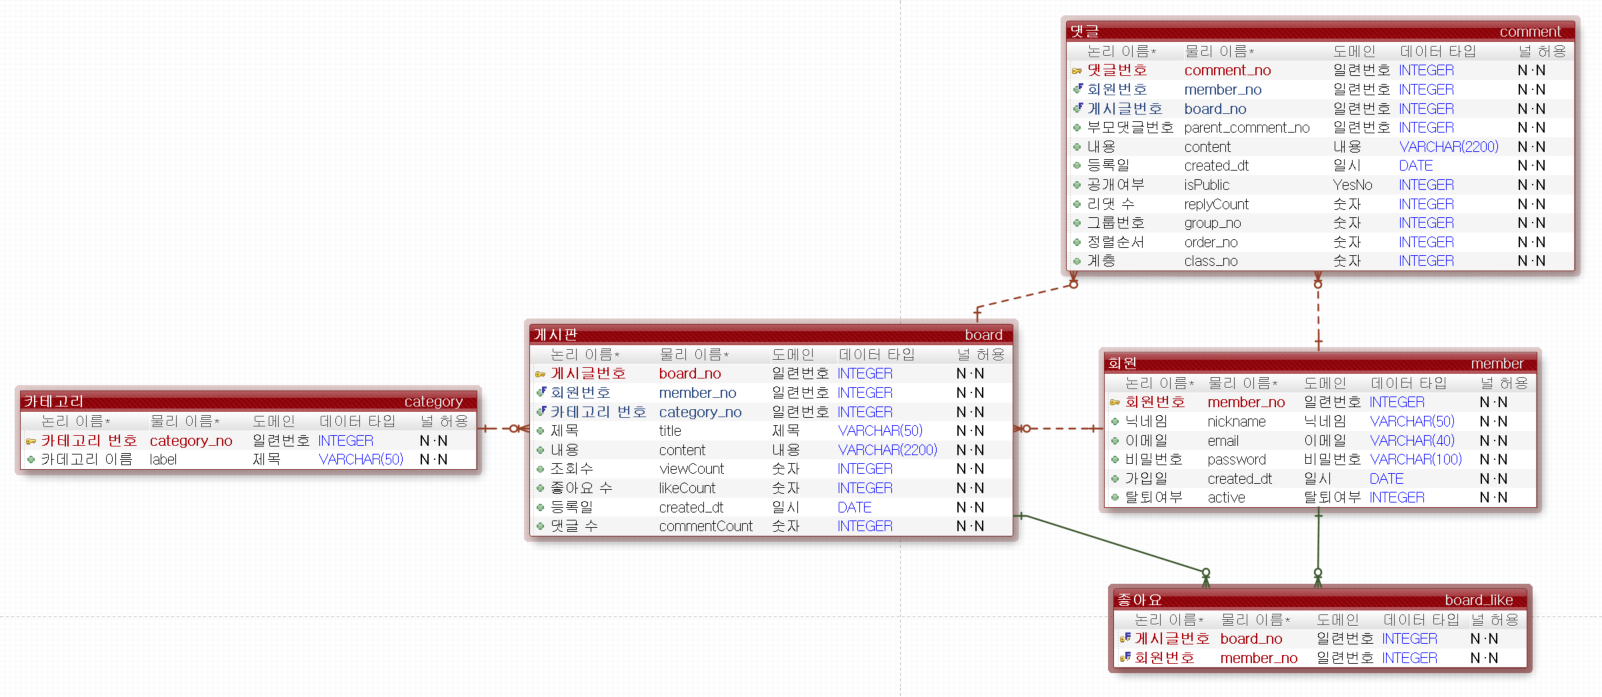 댓글 comment
논리 이름* 물리 이름* 도메인 데이터 타입 널 허용
댓글번호 comment_no 일련번호 INTEGER N·N
회원번호 member_no 일련번호 INTEGER N·N
게시글번호 board_no 일련번호 INTEGER N·N
부모댓글번호 parent_comment_no 일련번호 INTEGER N·N
내용 content 내용 VARCHAR(2200) N·N
등록일 created_dt 일시 DATE N·N
공개여부 isPublic YesNo INTEGER N·N
리댓 수 replyCount 숫자 INTEGER N·N
그룹번호 group_no 숫자 INTEGER N·N
정렬순서 order_no 숫자 INTEGER N·N
계층 class_no 숫자 INTEGER N·N
게시판 board
논리 이름* 물리 이름* 도메인 데이터 타입 널 허용
게시글번호 board_no 일련번호 INTEGER N·N
회원번호 member_no 일련번호 INTEGER N·N
카테고리 번호 category_no 일련번호 INTEGER N·N
제목 title 제목 VARCHAR(50) N·N
내용 content 내용 VARCHAR(2200) N·N
조회수 viewCount 숫자 INTEGER N·N
좋아요 수 likeCount 숫자 INTEGER N·N
등록일 created_dt 일시 DATE N·N
댓글 수 commentCount 숫자 INTEGER N·N
회원 member
논리 이름* 물리 이름* 도메인 데이터 타입 널 허용
회원번호 member_no 일련번호 INTEGER N·N
닉네임 nickname 닉네임 VARCHAR(50) N·N
이메일 email 이메일 VARCHAR(40) N·N
비밀번호 password 비밀번호 VARCHAR(100) N·N
가입일 created_dt 일시 DATE N·N
탈퇴여부 active 탈퇴여부 INTEGER N·N
카테고리 category
논리 이름* 물리 이름* 도메인 데이터 타입 널 허용
카테고리 번호 category_no 일련번호 INTEGER N·N
카데고리 이름 label 제목 VARCHAR(50) N·N
좋아요 board_like
논리 이름* 물리 이름* 도메인 데이터 타입 널 허용
게시글번호 board_no 일련번호 INTEGER N·N
회원번호 member_no 일련번호 INTEGER N·N